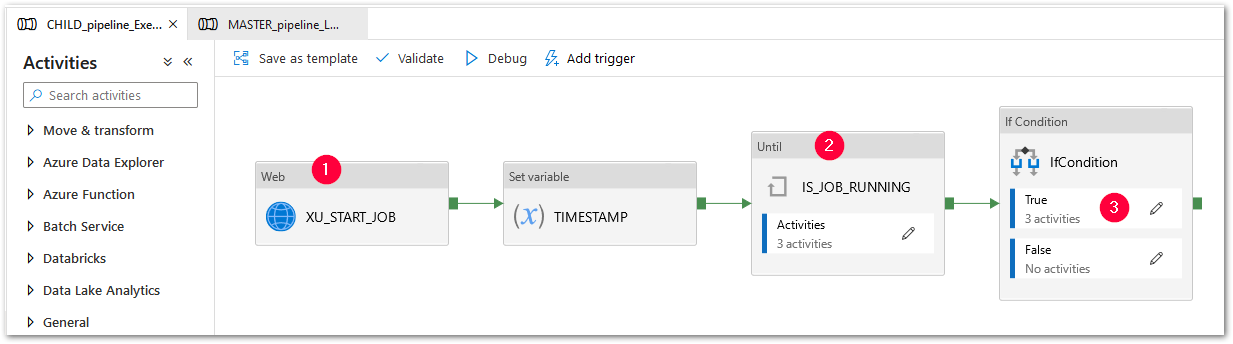 CHILD_pipeline_Exe...
MASTER_pipeline_L...
Activities
Save as template
Validate
Debug
Add trigger
Search activities
Move & transform
Azure Data Explorer
Azure Function
Batch Service
Databricks
Data Lake Analytics
General
Web
1
XU_START_JOB
Set variable
(x)
TIMESTAMP
Until
2
IS_JOB_RUNNING
Activities
3 activities
If Condition
IfCondition
True
3 activities
3
False
No activities